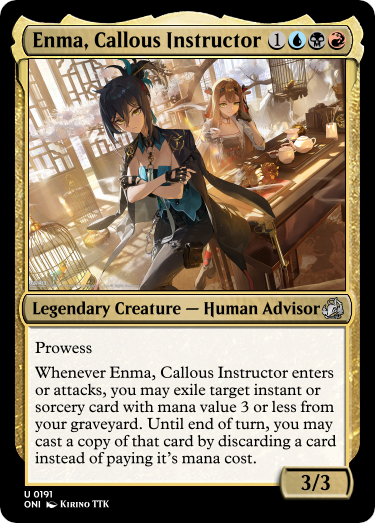 Enma, Callous Instructor 1
Legendary Creature — Human Advisor
Prowess
Whenever Enma, Callous Instructor enters
or attacks, you may exile target instant or
sorcery card with mana value 3 or less from
your graveyard. Until end of turn, you may
cast a copy of that card by discarding a card
instead of paying it's mana cost.
3/3
U 0191
ONI Kirino TTK